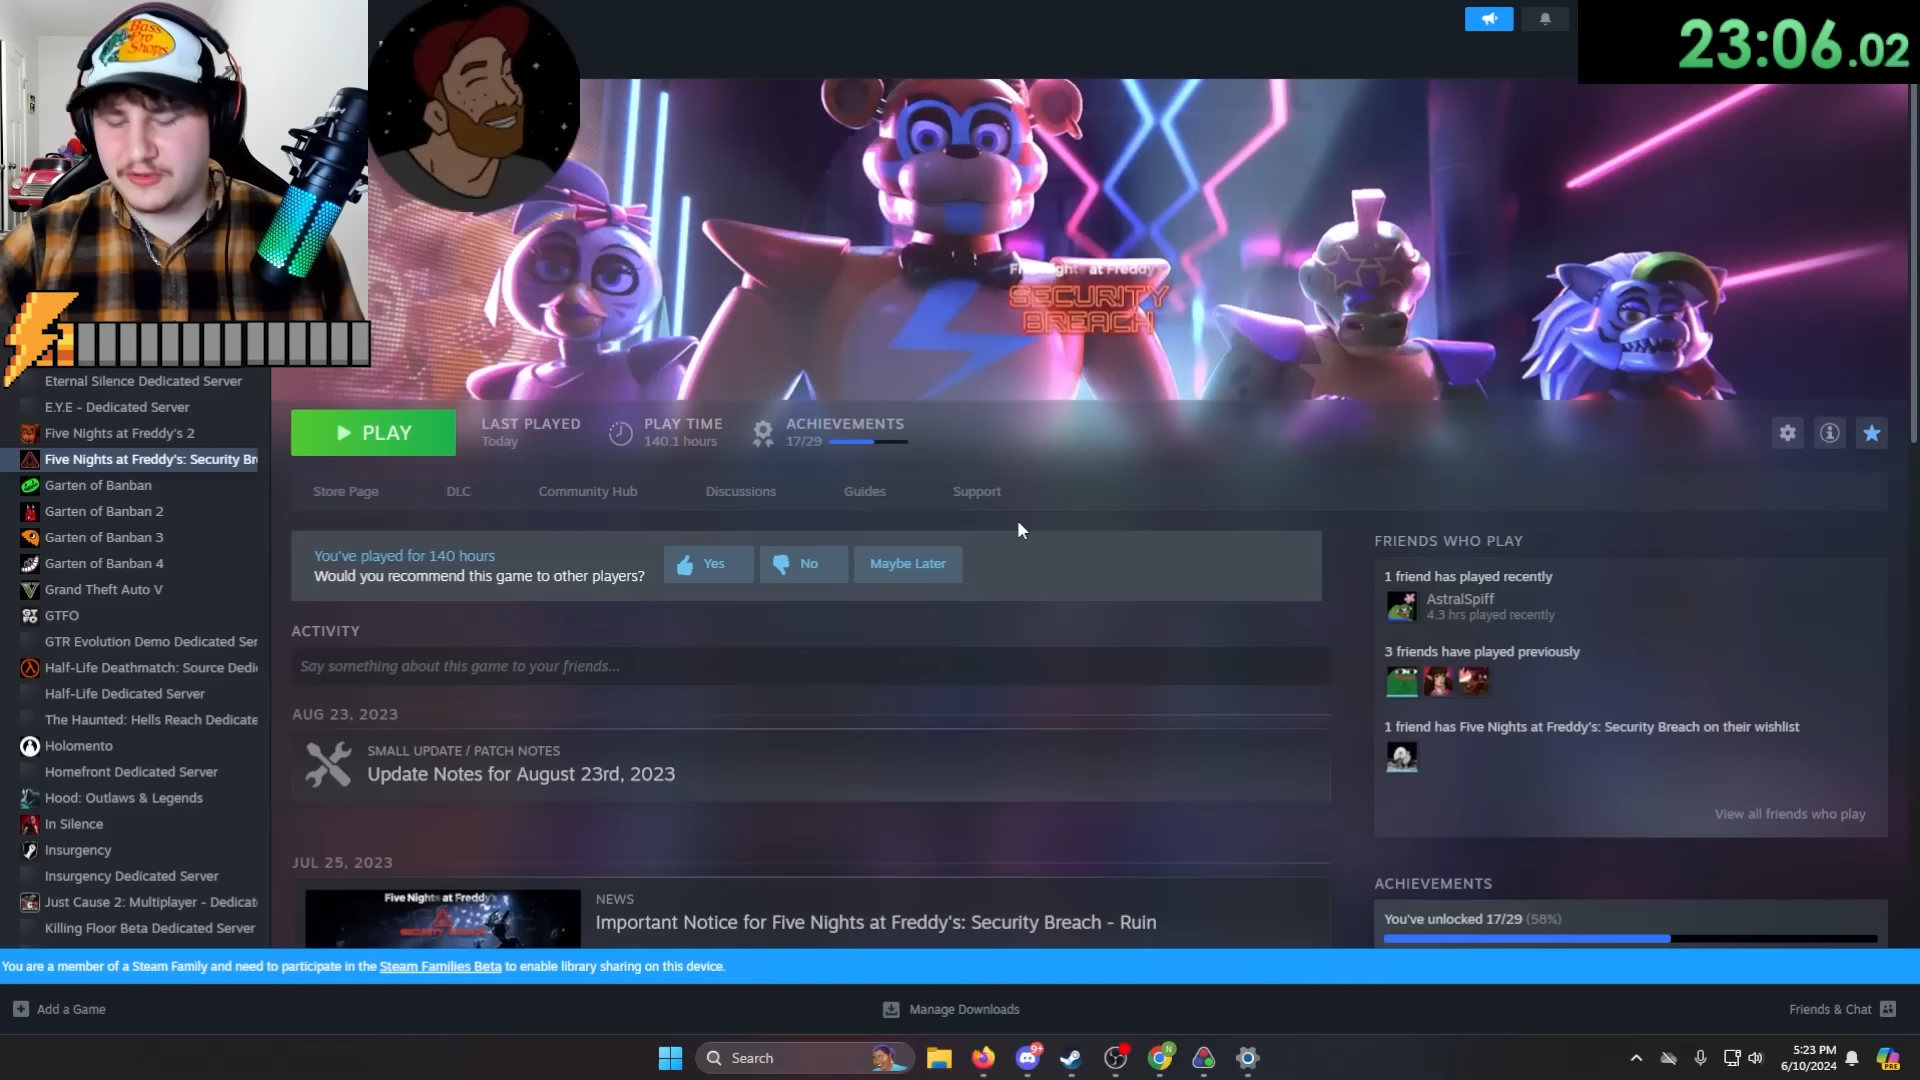 23:06.02
Bass Pro Shops
Five Nights at Freddy's
SECURITY
BREACH
Eternal Silence Dedicated Server
E.Y.E - Dedicated Server
Five Nights at Freddy's 2
Five Nights at Freddy's: Security Br
Garten of Banban
Garten of Banban 2
Garten of Banban 3
Garten of Banban 4
Grand Theft Auto V
GTFO
GTR Evolution Demo Dedicated Ser
Half-Life Deathmatch: Source Dedi
Half-Life Dedicated Server
The Haunted: Hells Reach Dedicate
Holomento
Homefront Dedicated Server
Hood: Outlaws & Legends
In Silence
Insurgency
Insurgency Dedicated Server
Just Cause 2: Multiplayer - Dedicat
Killing Floor Beta Dedicated Server
PLAY
LAST PLAYED
Today
PLAY TIME
140.1 hours
ACHIEVEMENTS
17/29
Store Page DLC Community Hub Discussions Guides Support
You've played for 140 hours
Would you recommend this game to other players?
Yes No Maybe Later
ACTIVITY
Say something about this game to your friends...
AUG 23, 2023
SMALL UPDATE / PATCH NOTES
Update Notes for August 23rd, 2023
JUL 25, 2023
Five Nights at Freddy's
NEWS
Important Notice for Five Nights at Freddy's: Security Breach - Ruin
FRIENDS WHO PLAY
1 friend has played recently
AstralSpiff
4.3 hrs played recently
3 friends have played previously
1 friend has Five Nights at Freddy's: Security Breach on their wishlist
View all friends who play
ACHIEVEMENTS
You've unlocked 17/29 (58%)
You are a member of a Steam Family and need to participate in the Steam Families Beta to enable library sharing on this device.
Add a Game
Manage Downloads
Friends & Chat
Search
9+
N
5:23 PM
6/10/2024
PRE